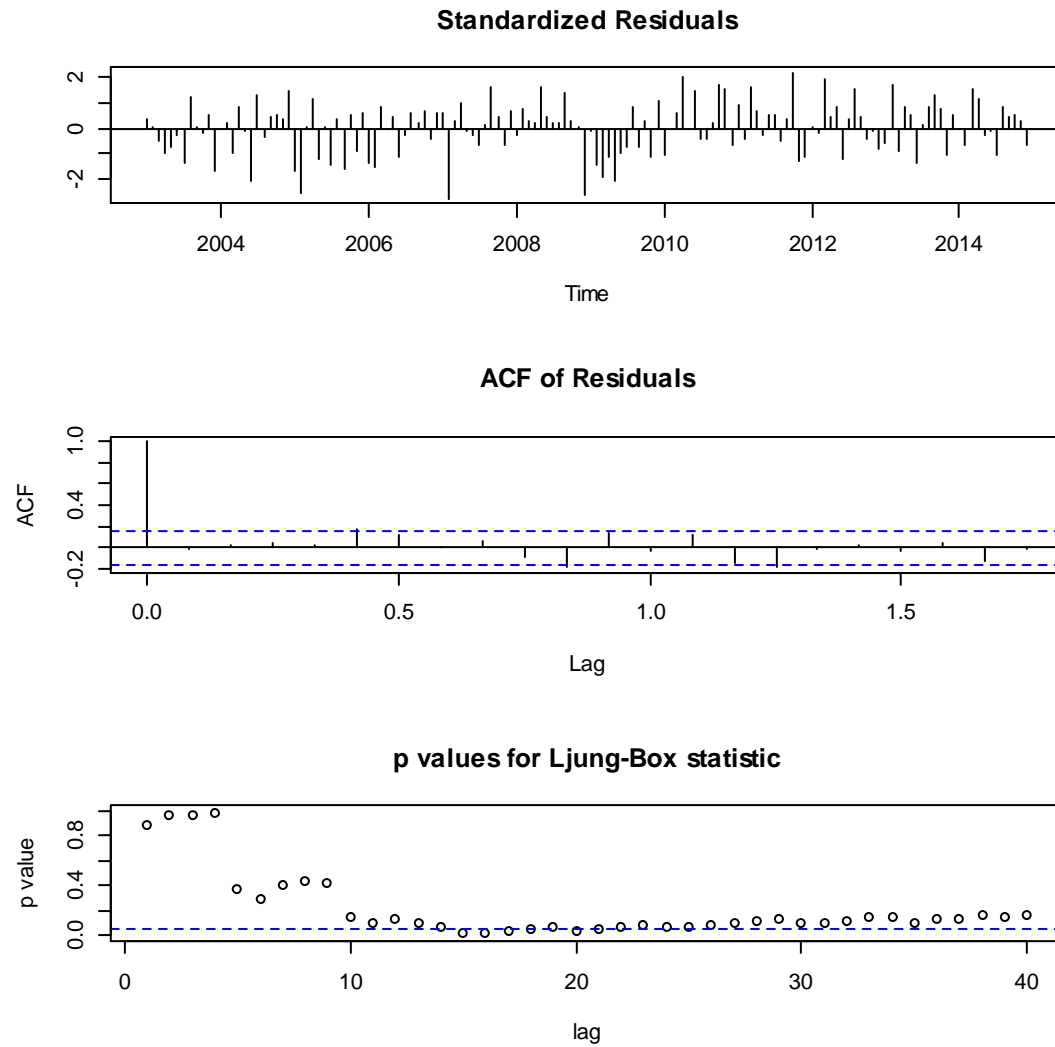 Standardized Residuals
2
0
-2
2004 2006 2008 2010 2012 2014
Time
ACF of Residuals
ACF
1.0
0.4
-0.2
0.0 0.5 1.0 1.5
Lag
p values for Ljung-Box statistic
p value
0.8
0.4
0.0
0 10 20 30 40
lag